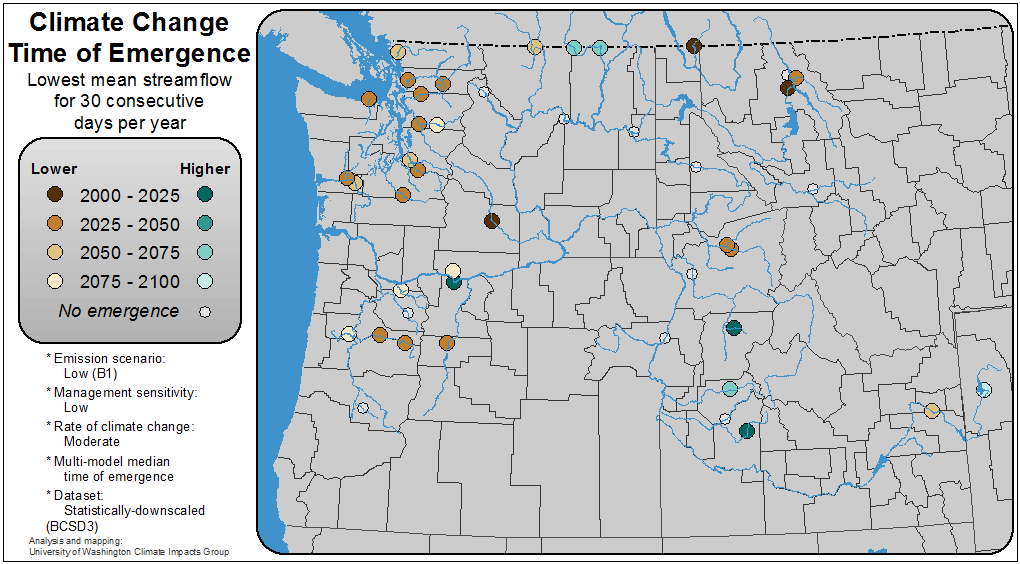 Climate Change
Time of Emergence
Lowest mean streamflow
for 30 consecutive
days per year
Lower Higher
2000 - 2025
2025 - 2050
2050 - 2075
2075 - 2100
No emergence
* Emission scenario:
Low (B1)
* Management sensitivity:
Low
* Rate of climate change:
Moderate
* Multi-model median
time of emergence
* Dataset:
Statistically-downscaled
(BCSD3)
Analysis and mapping:
University of Washington Climate Impacts Group